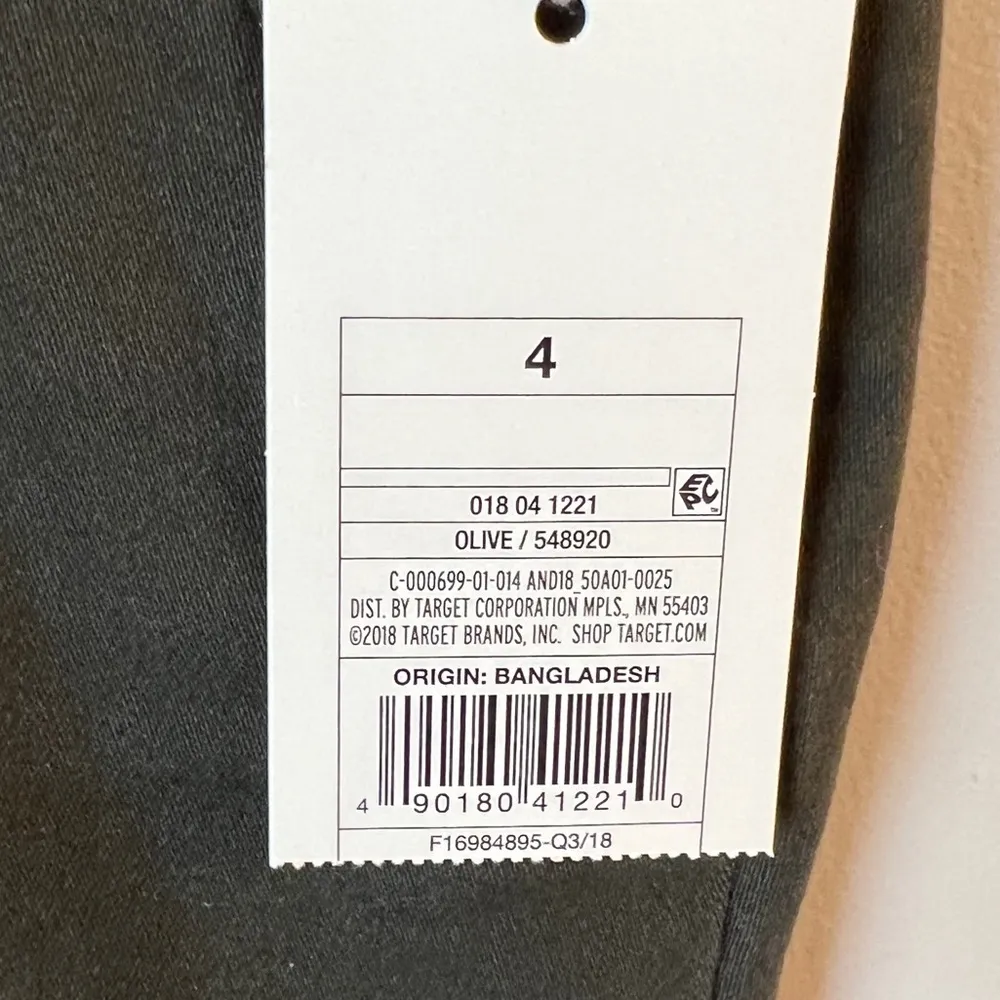 4
EPC™
018 04 1221
OLIVE / 548920
C-000699-01-014 AND18_50A01-0025
DIST. BY TARGET CORPORATION MPLS., MN 55403
©2018 TARGET BRANDS, INC. SHOP TARGET.COM
ORIGIN: BANGLADESH
4 90180 41221 0
F16984895-Q3/18